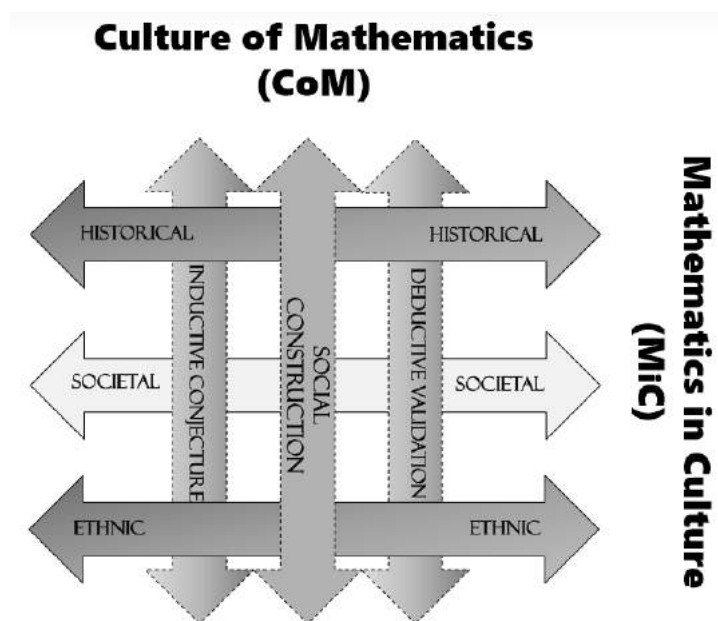 Culture of Mathematics
(CoM)
Mathematics in Culture
(MiC)
HISTORICAL
HISTORICAL
INDUCTIVE CONJECTURE
SOCIAL
CONSTRUCTION
DEDUCTIVE VALIDATION
SOCIETAL
SOCIETAL
ETHNIC
ETHNIC